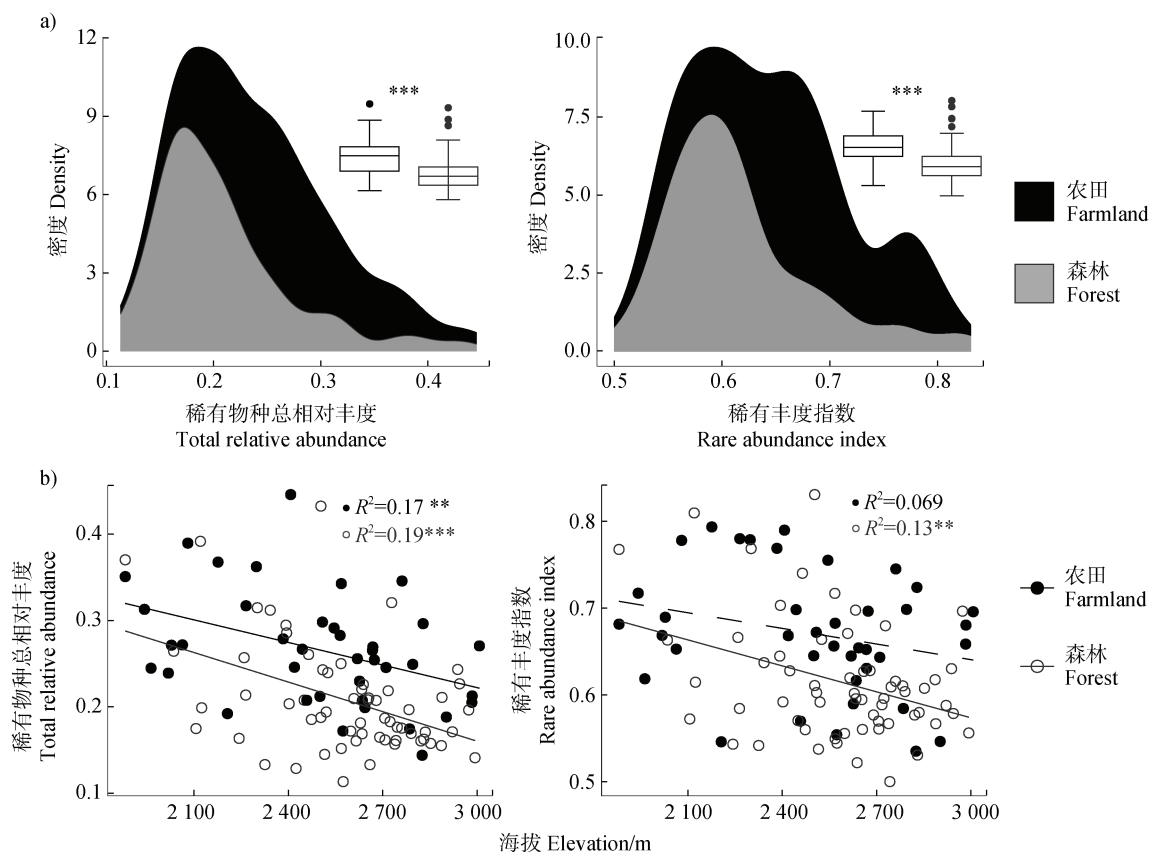 a)
12
9
6
3
0
密度 Density
***
0.1 0.2 0.3 0.4
稀有物种总相对丰度
Total relative abundance
10.0
7.5
5.0
2.5
0.0
密度 Density
***
0.5 0.6 0.7 0.8
稀有丰度指数
Rare abundance index
农田
Farmland
森林
Forest
b)
0.4
0.3
0.2
0.1
稀有物种总相对丰度
Total relative abundance
R²=0.17 **
R²=0.19***
2 100 2 400 2 700 3 000
0.8
0.7
0.6
0.5
稀有丰度指数
Rare abundance index
R²=0.069
R²=0.13**
2 100 2 400 2 700 3 000
海拔 Elevation/m
农田
Farmland
森林
Forest